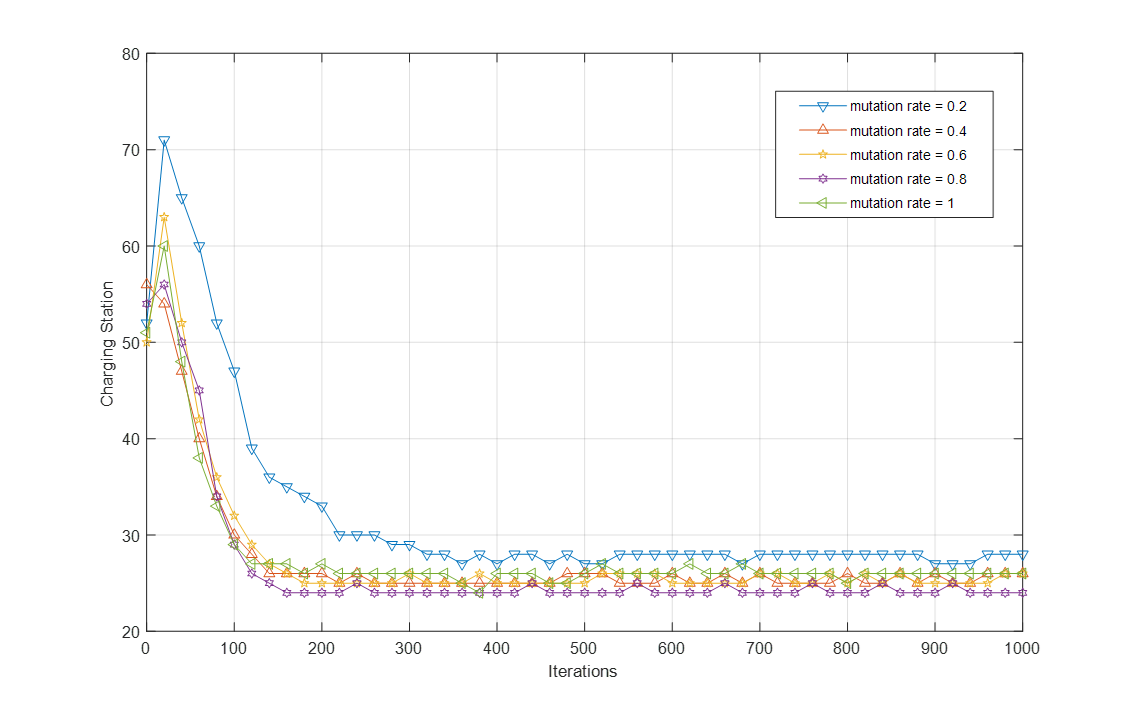 80
70
60
50
40
30
20
Charging Station
mutation rate = 0.2
mutation rate = 0.4
mutation rate = 0.6
mutation rate = 0.8
mutation rate = 1
0 100 200 300 400 500 600 700 800 900 1000
Iterations